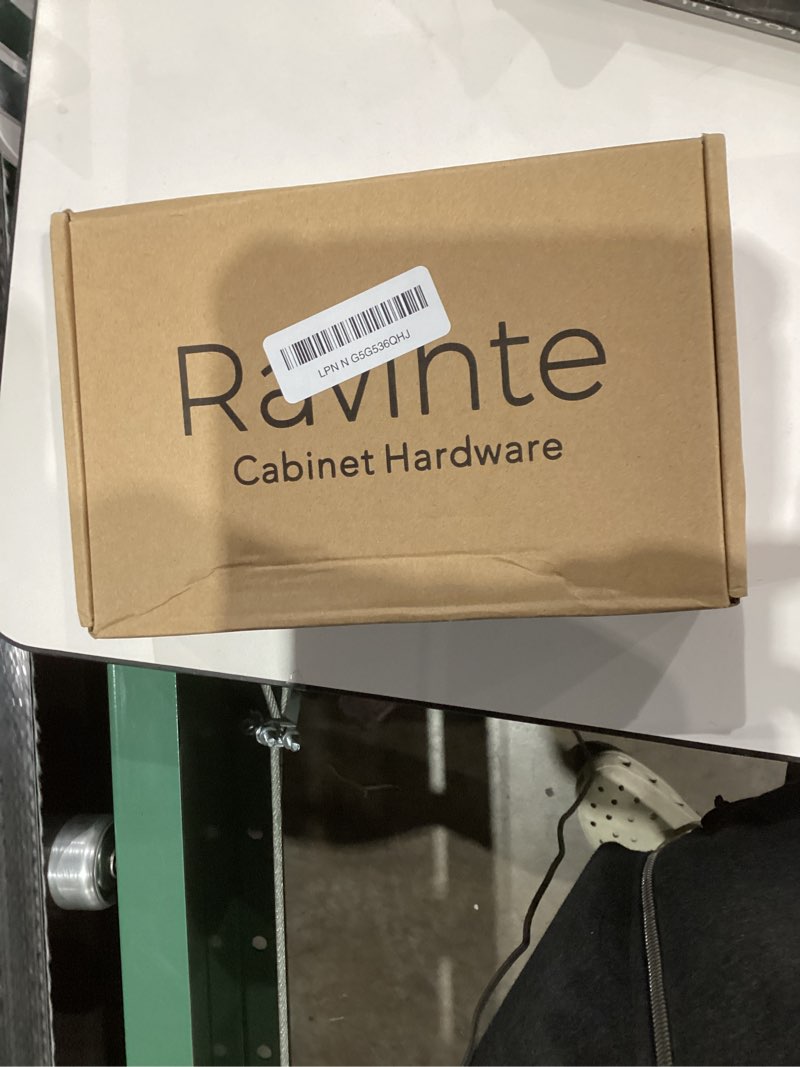 LPN N G5G536QHJ
Ravinte
Cabinet Hardware